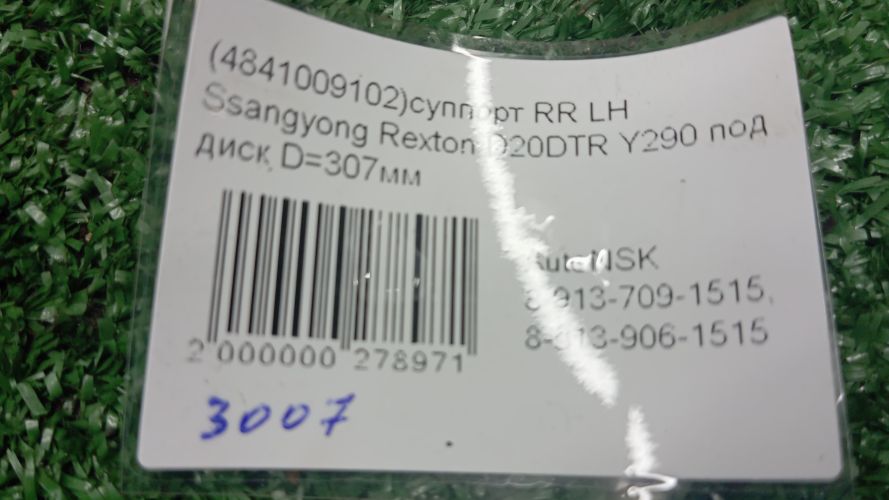 (4841009102)суппорт RR LH
Ssangyong Rexton D20DTR Y290 под
диск D=307мм
AutoNSK
8-913-709-1515,
8-913-906-1515
2 000000 278971
3007